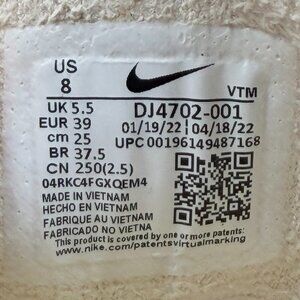 US
8
VTM
UK 5.5
DJ4702-001
EUR 39
01/19/22 04/18/22
cm 25
UPC 00196149487168
BR 37.5
CN 250(2.5)
04RKC4FGXQEM4
MADE IN VIETNAM
HECHO EN VIETNAM
FABRIQUE AU VIETNAM
FABRICADO NO VIETNAM
This product is covered by one or more patents.
www.nike.com/patentsvirtualmarking